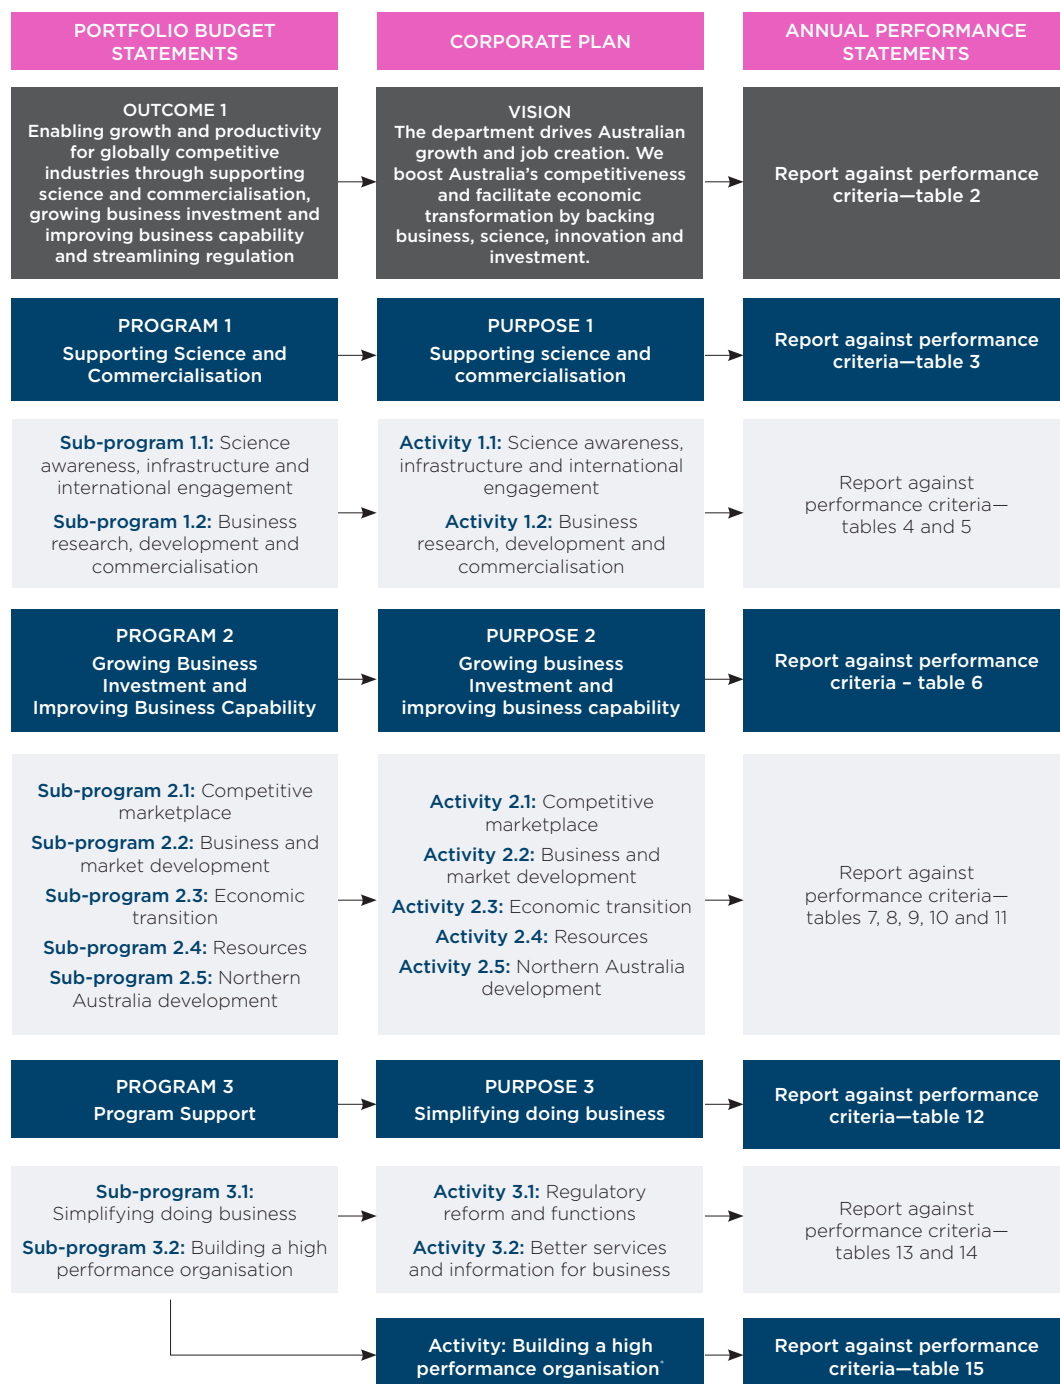 PORTFOLIO BUDGET
STATEMENTS
CORPORATE PLAN
ANNUAL PERFORMANCE
STATEMENTS
OUTCOME 1
Enabling growth and productivity
for globally competitive
industries through supporting
science and commercialisation,
growing business investment and
improving business capability
and streamlining regulation
VISION
The department drives Australian
growth and job creation. We
boost Australia’s competitiveness
and facilitate economic
transformation by backing
business, science, innovation and
investment.
Report against performance
criteria—table 2
PROGRAM 1
Supporting Science and
Commercialisation
PURPOSE 1
Supporting science and
commercialisation
Report against performance
criteria—table 3
Sub-program 1.1: Science
awareness, infrastructure and
international engagement
Sub-program 1.2: Business
research, development and
commercialisation
Activity 1.1: Science awareness,
infrastructure and international
engagement
Activity 1.2: Business
research, development and
commercialisation
Report against
performance criteria—
tables 4 and 5
PROGRAM 2
Growing Business
Investment and
Improving Business Capability
PURPOSE 2
Growing business
Investment and
improving business capability
Report against performance
criteria – table 6
Sub-program 2.1: Competitive
marketplace
Sub-program 2.2: Business and
market development
Sub-program 2.3: Economic
transition
Sub-program 2.4: Resources
Sub-program 2.5: Northern
Australia development
Activity 2.1: Competitive
marketplace
Activity 2.2: Business and
market development
Activity 2.3: Economic transition
Activity 2.4: Resources
Activity 2.5: Northern Australia
development
Report against
performance criteria—
tables 7, 8, 9, 10 and 11
PROGRAM 3
Program Support
PURPOSE 3
Simplifying doing business
Report against performance
criteria—table 12
Sub-program 3.1:
Simplifying doing business
Sub-program 3.2: Building a high
performance organisation
Activity 3.1: Regulatory
reform and functions
Activity 3.2: Better services
and information for business
Report against
performance criteria—
tables 13 and 14
Activity: Building a high
performance organisation*
Report against performance
criteria—table 15